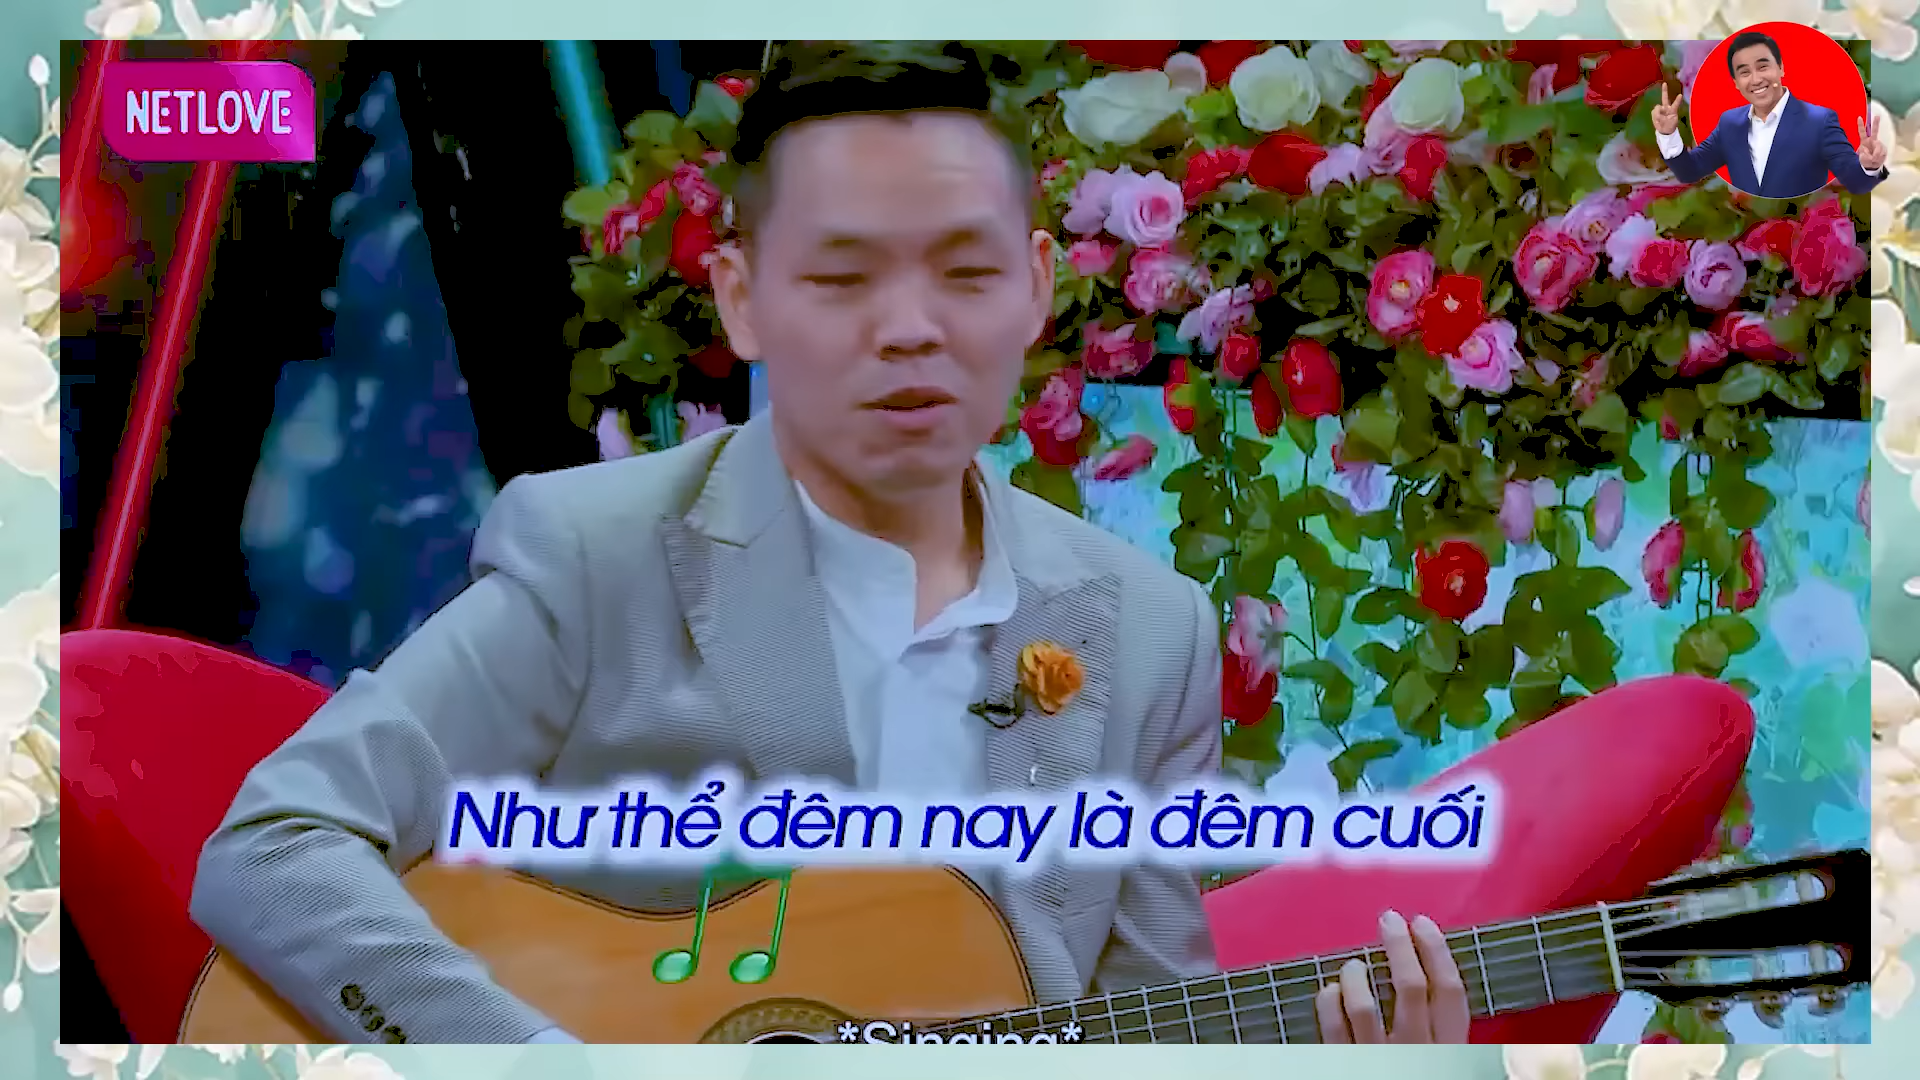 NETLOVE
Như thể đêm nay là đêm cuối
*Singing*